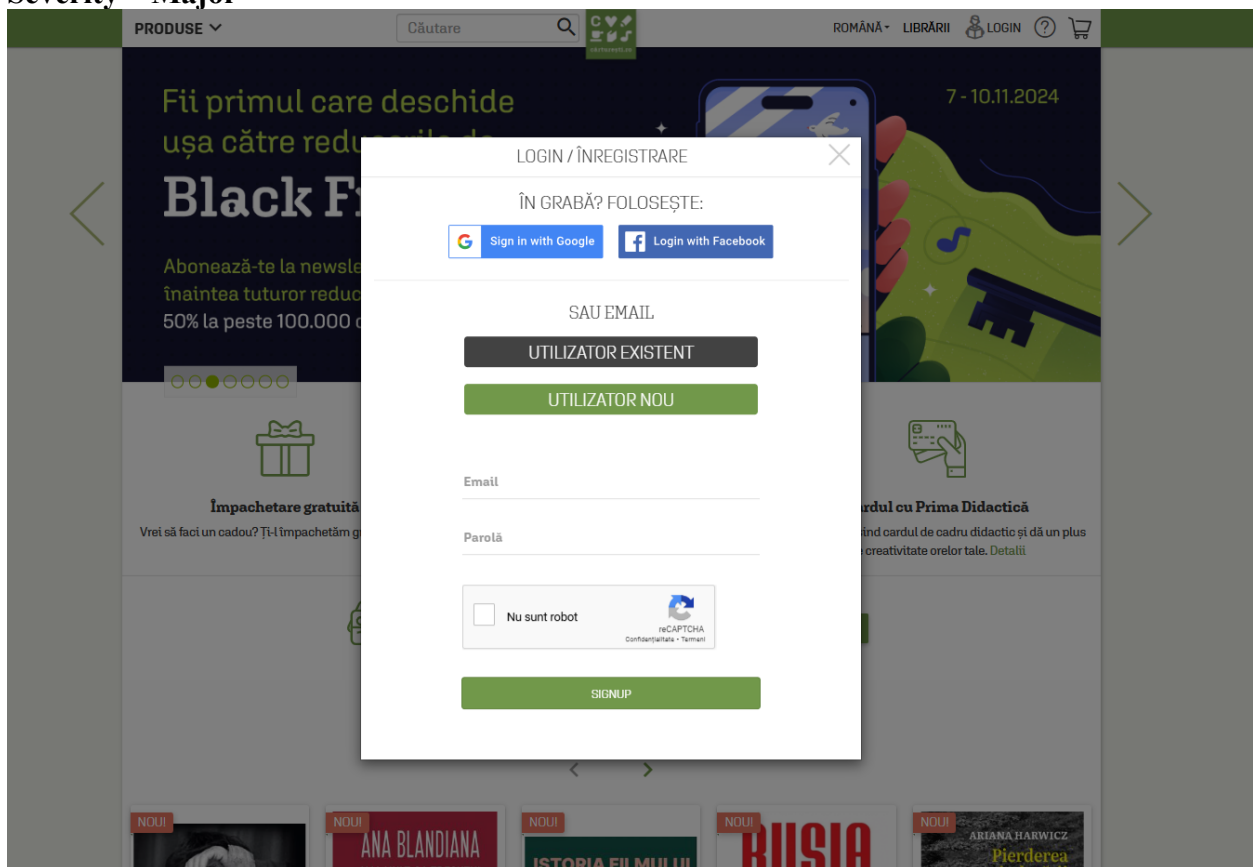 Severity – Major
PRODUSE
Căutare
cărturești.ro
ROMÂNĂ
LIBRĂRII
LOGIN
?
Fii primul care deschide
ușa către reducerile de
7 - 10.11.2024
Black F
Abonează-te la newsle
înaintea tuturor reduc
50% la peste 100.000
LOGIN / ÎNREGISTRARE
ÎN GRABĂ? FOLOSEȘTE:
Sign in with Google
Login with Facebook
SAU EMAIL
UTILIZATOR EXISTENT
UTILIZATOR NOU
Email
Parolă
Nu sunt robot
reCAPTCHA
Confidențialitate - Termeni
SIGNUP
Împachetare gratuită
Vrei să faci un cadou? Ți-l împachetăm g
rdul cu Prima Didactică
ind cardul de cadru didactic și dă un plus
creativitate orelor tale. Detalii
NOU!
NOU!
ANA BLANDIANA
NOU!
ISTORIA FILMULUI
NOU!
RUSIA
NOU!
ARIANA HARWICZ
Pierderea